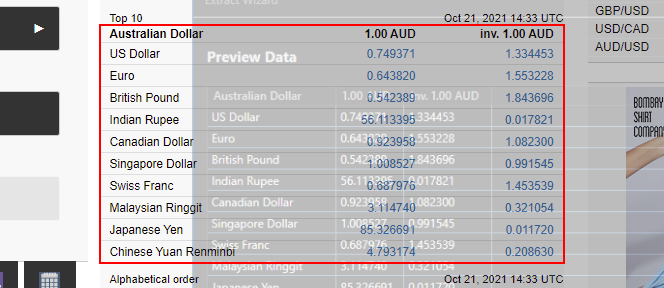 Extract Wizard
Top 10 Oct 21, 2021 14:33 UTC
Australian Dollar 1.00 AUD inv. 1.00 AUD
US Dollar 0.749371 1.334453
Euro 0.643820 1.553228
British Pound 0.542389 1.843696
Indian Rupee 56.113395 0.017821
Canadian Dollar 0.923958 1.082300
Singapore Dollar 1.008527 0.991545
Swiss Franc 0.687976 1.453539
Malaysian Ringgit 3.114740 0.321054
Japanese Yen 85.326691 0.011720
Chinese Yuan Renminbi 4.793174 0.208630
Alphabetical order Oct 21, 2021 14:33 UTC
Preview Data
Australian Dollar 1.00 AUD inv. 1.00 AUD
US Dollar 0.749371 1.334453
Euro 0.643820 1.553228
British Pound 0.542389 1.843696
Indian Rupee 56.113395 0.017821
Canadian Dollar 0.923958 1.082300
Singapore Dollar 1.008527 0.991545
Swiss Franc 0.687976 1.453539
Malaysian Ringgit 3.114740 0.321054
Japanese Yen 85.326691 0.011720
GBP/USD
USD/CAD
AUD/USD
BOMBAY
SHIRT
COMPANY